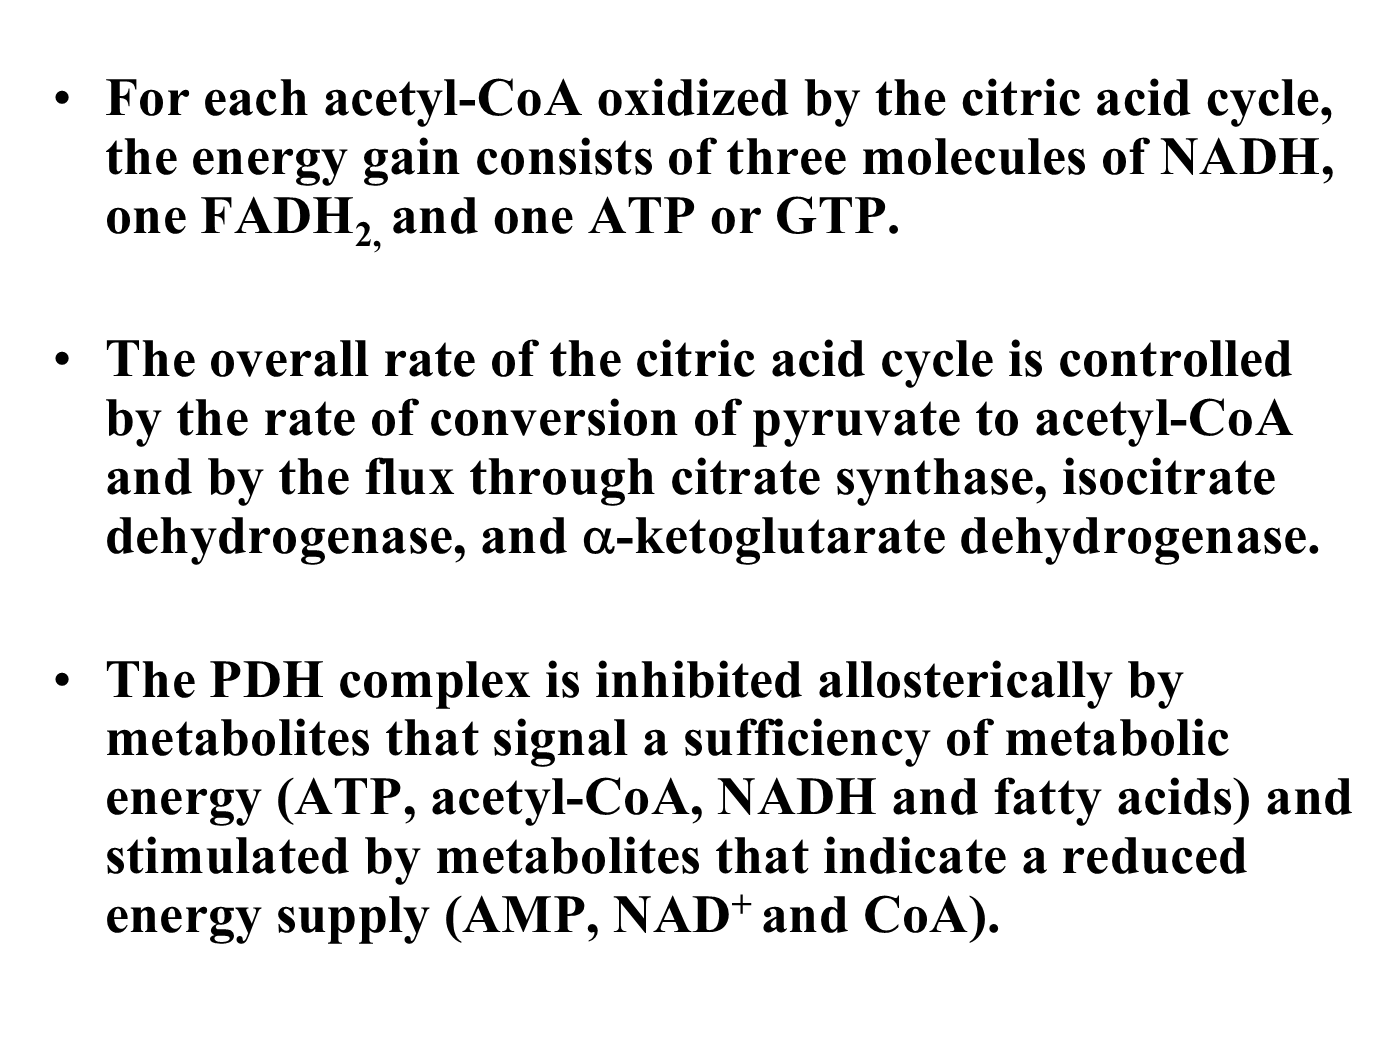 • For each acetyl-CoA oxidized by the citric acid cycle,
the energy gain consists of three molecules of NADH,
one FADH₂, and one ATP or GTP.
• The overall rate of the citric acid cycle is controlled
by the rate of conversion of pyruvate to acetyl-CoA
and by the flux through citrate synthase, isocitrate
dehydrogenase, and α-ketoglutarate dehydrogenase.
• The PDH complex is inhibited allosterically by
metabolites that signal a sufficiency of metabolic
energy (ATP, acetyl-CoA, NADH and fatty acids) and
stimulated by metabolites that indicate a reduced
energy supply (AMP, NAD⁺ and CoA).